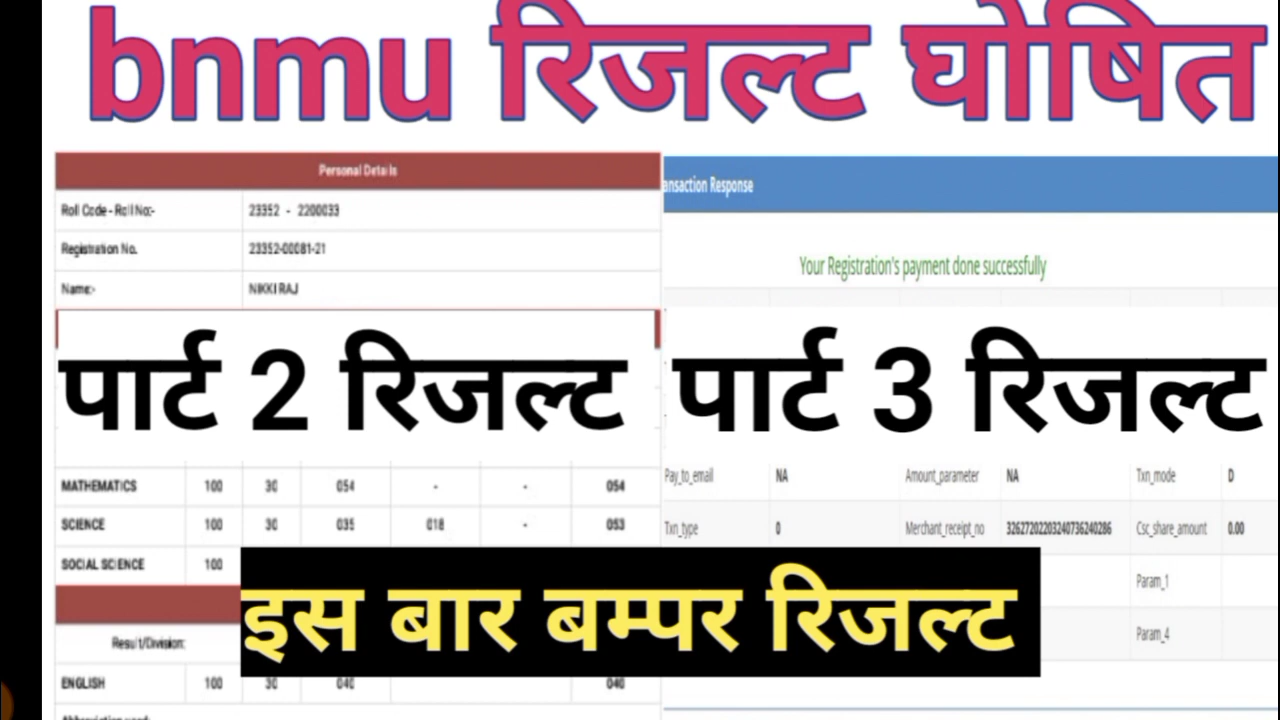 bnmu रिजल्ट घोषित
Personal Details
Roll Code - Roll No:- 23352 - 2200033
Registration No. 23352-00081-21
Name:- NIKKI RAJ
ansaction Response
Your Registration's payment done successfully
पार्ट 2 रिजल्ट
पार्ट 3 रिजल्ट
MATHEMATICS 100 30 054 - - 054
SCIENCE 100 30 035 018 - 053
SOCIAL SCIENCE 100
Result/Division:
ENGLISH 100 30 040 040
Pay_to_email NA Amount_parameter NA Txn_mode D
Txn_type 0 Merchant_receipt_no 32627202203240736240286 Csc_share_amount 0.00
Param_1
Param_4
इस बार बम्पर रिजल्ट